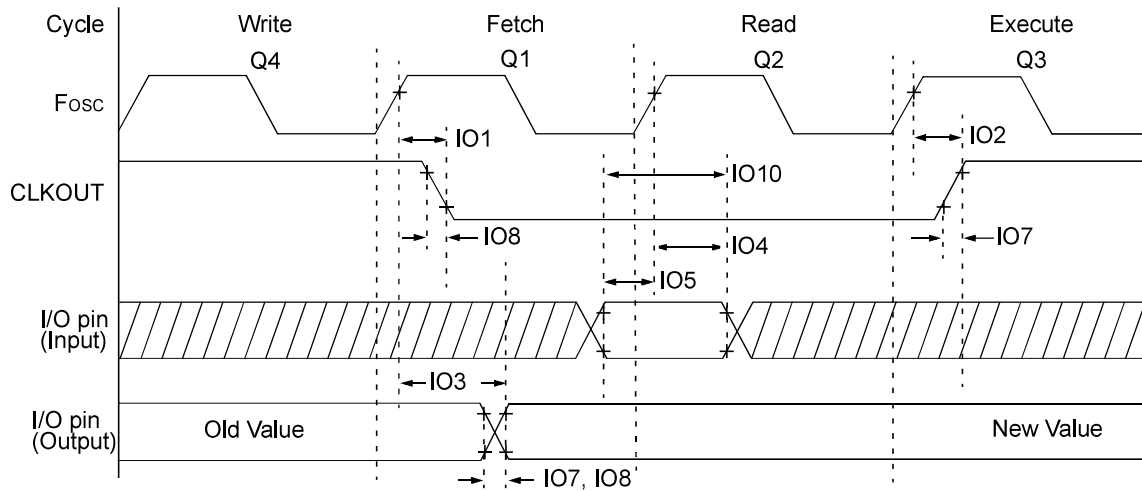 Cycle Write Fetch Read Execute
Q4 Q1 Q2 Q3
Fosc
IO1 IO2
IO10
CLKOUT
IO8 IO4 IO7
IO5
I/O pin
(Input)
IO3
I/O pin
(Output)
Old Value New Value
IO7, IO8